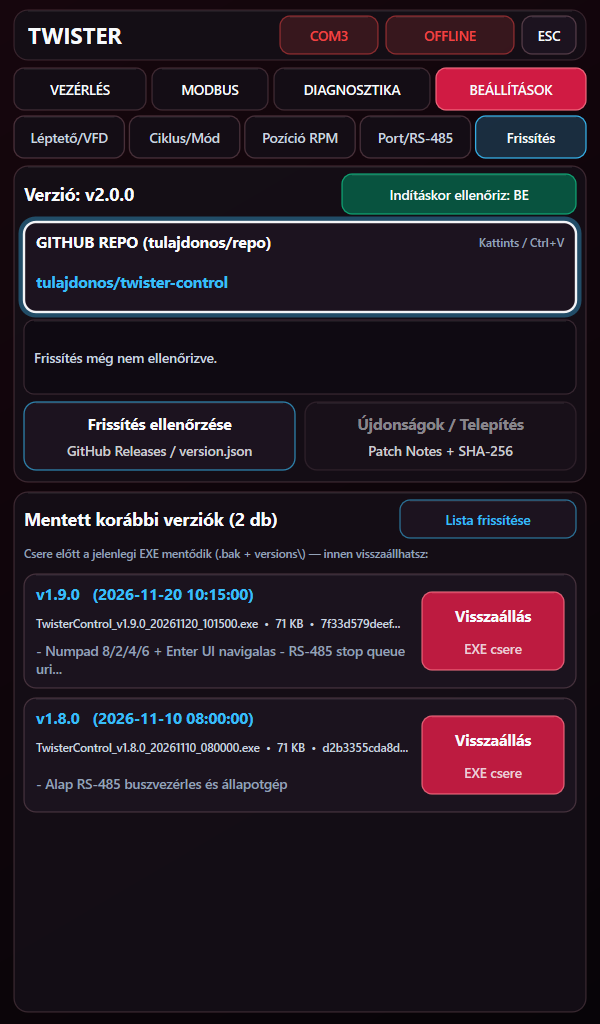 TWISTER
COM3
OFFLINE
ESC
VEZÉRLÉS
MODBUS
DIAGNOSZTIKA
BEÁLLÍTÁSOK
Léptető/VFD
Ciklus/Mód
Pozíció RPM
Port/RS-485
Frissítés
Verzió: v2.0.0
Indításkor ellenőriz: BE
GITHUB REPO (tulajdonos/repo)
Kattints / Ctrl+V
tulajdonos/twister-control
Frissítés még nem ellenőrizve.
Frissítés ellenőrzése
GitHub Releases / version.json
Újdonságok / Telepítés
Patch Notes + SHA-256
Mentett korábbi verziók (2 db)
Lista frissítése
Csere előtt a jelenlegi EXE mentődik (.bak + versions\) — innen visszaállhatsz:
v1.9.0 (2026-11-20 10:15:00)
TwisterControl_v1.9.0_20261120_101500.exe • 71 KB • 7f33d579deef...
- Numpad 8/2/4/6 + Enter UI navigalas - RS-485 stop queue
uri...
Visszaállás
EXE csere
v1.8.0 (2026-11-10 08:00:00)
TwisterControl_v1.8.0_20261110_080000.exe • 71 KB • d2b3355cda8d...
- Alap RS-485 buszvezérles és állapotgép
Visszaállás
EXE csere